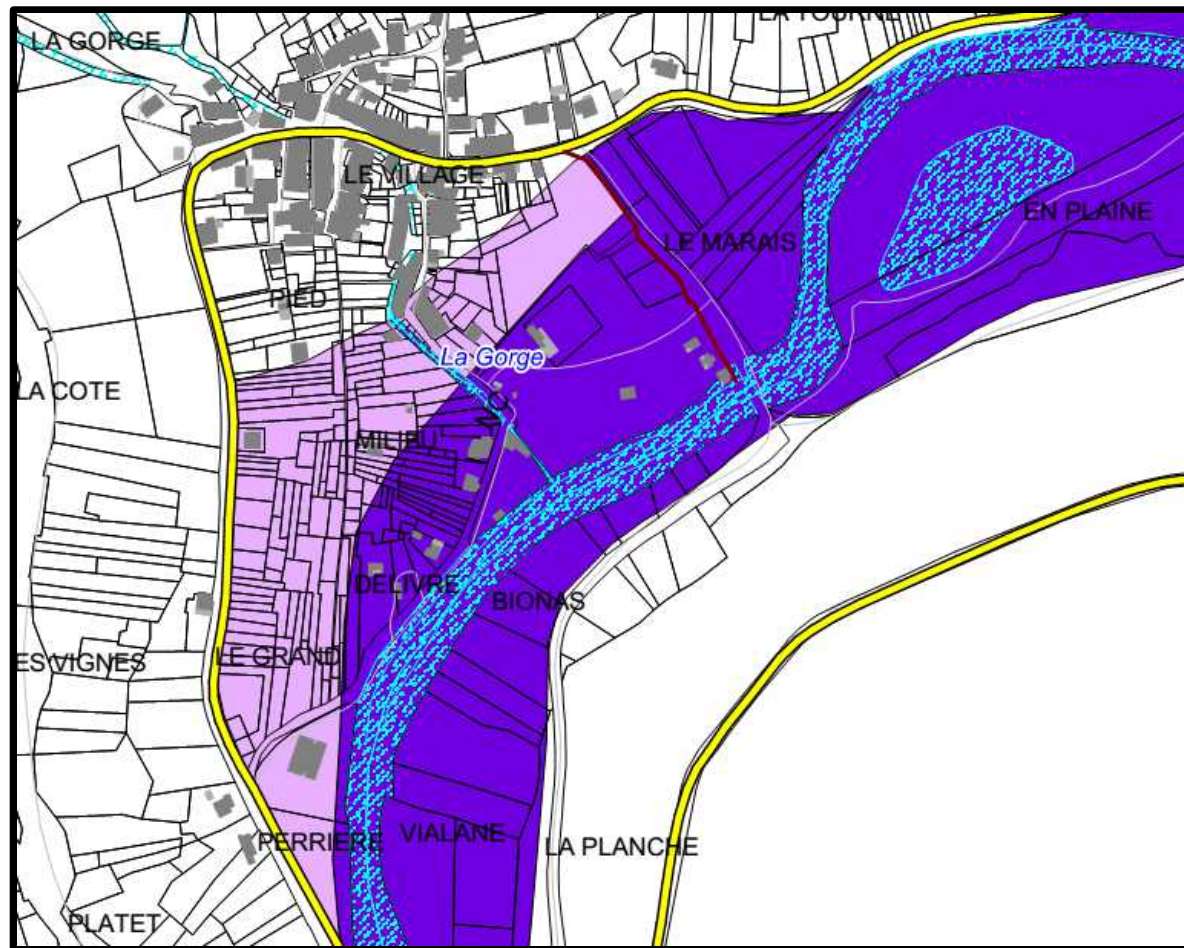 LA TOURNE
LA GORGE
LE VILLAGE
EN PLAINE
LE MARAIS
PIED
La Gorge
LA COTE
MILIEU
DELIVRE
BIONAS
ES VIGNES
LE GRAND
PERRIERE
VIALANE
LA PLANCHE
PLATET